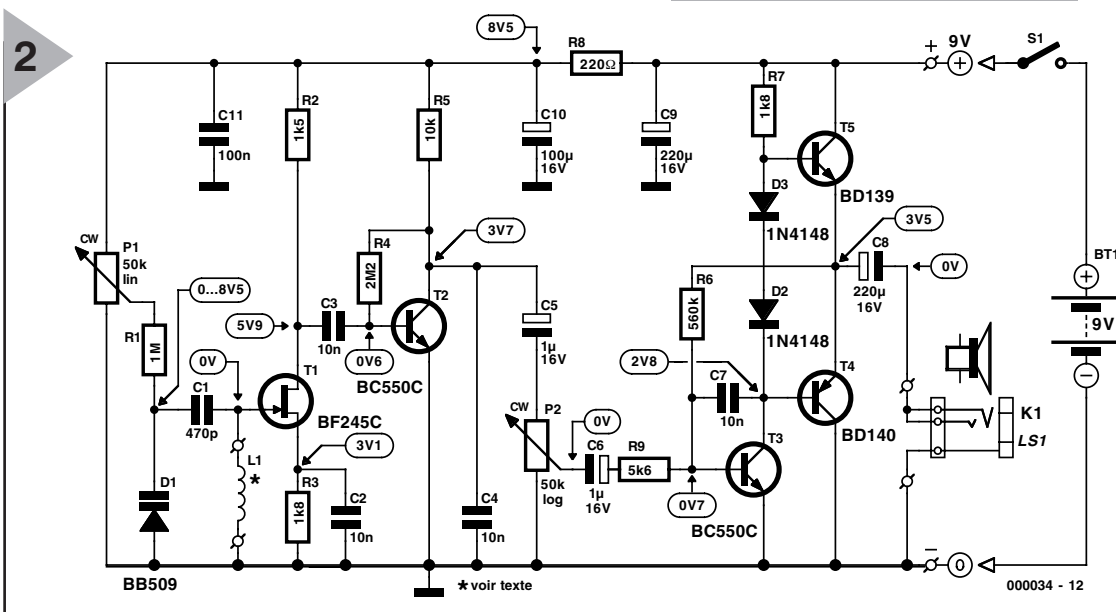 2
8V5
R8
220Ω
+
9V
S1
R2
1k5
R5
10k
R7
1k8
C11
100n
C10
100µ
16V
C9
220µ
16V
T5
BD139
D3
1N4148
CW
P1
50k
lin
0...8V5
R1
1M
5V9
0V
C1
470p
C3
10n
R4
2M2
0V6
T2
BC550C
3V7
C5
1µ
16V
R6
560k
D2
1N4148
3V5
C8
220µ
16V
0V
BT1
9V
T1
BF245C
3V1
L1
*
R3
1k8
C2
10n
C4
10n
CW
P2
50k
log
0V
C6
1µ
16V
R9
5k6
0V7
2V8
C7
10n
T3
BC550C
T4
BD140
K1
LS1
D1
BB509
* voir texte
–
0
000034 - 12